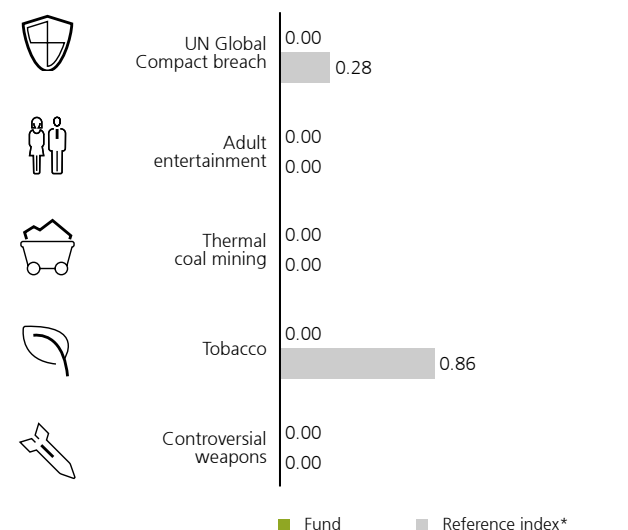 UN Global
Compact breach
0.00
0.28
Adult
entertainment
0.00
0.00
Thermal
coal mining
0.00
0.00
Tobacco
0.00
0.86
Controversial
weapons
0.00
0.00
Fund
Reference index*